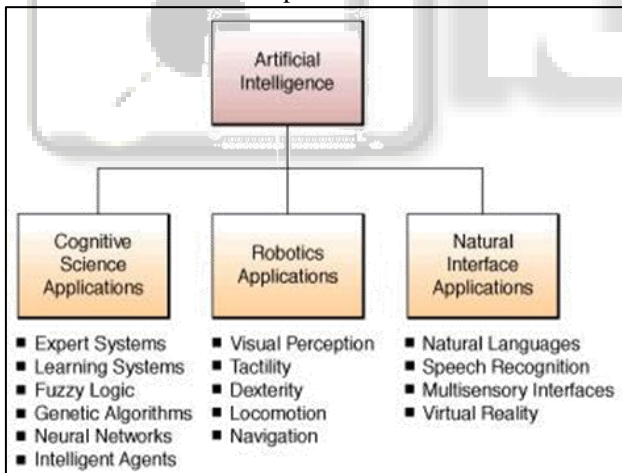 Artificial
Intelligence
Cognitive
Science
Applications
Robotics
Applications
Natural
Interface
Applications
■ Expert Systems
■ Learning Systems
■ Fuzzy Logic
■ Genetic Algorithms
■ Neural Networks
■ Intelligent Agents
■ Visual Perception
■ Tactility
■ Dexterity
■ Locomotion
■ Navigation
■ Natural Languages
■ Speech Recognition
■ Multisensory Interfaces
■ Virtual Reality